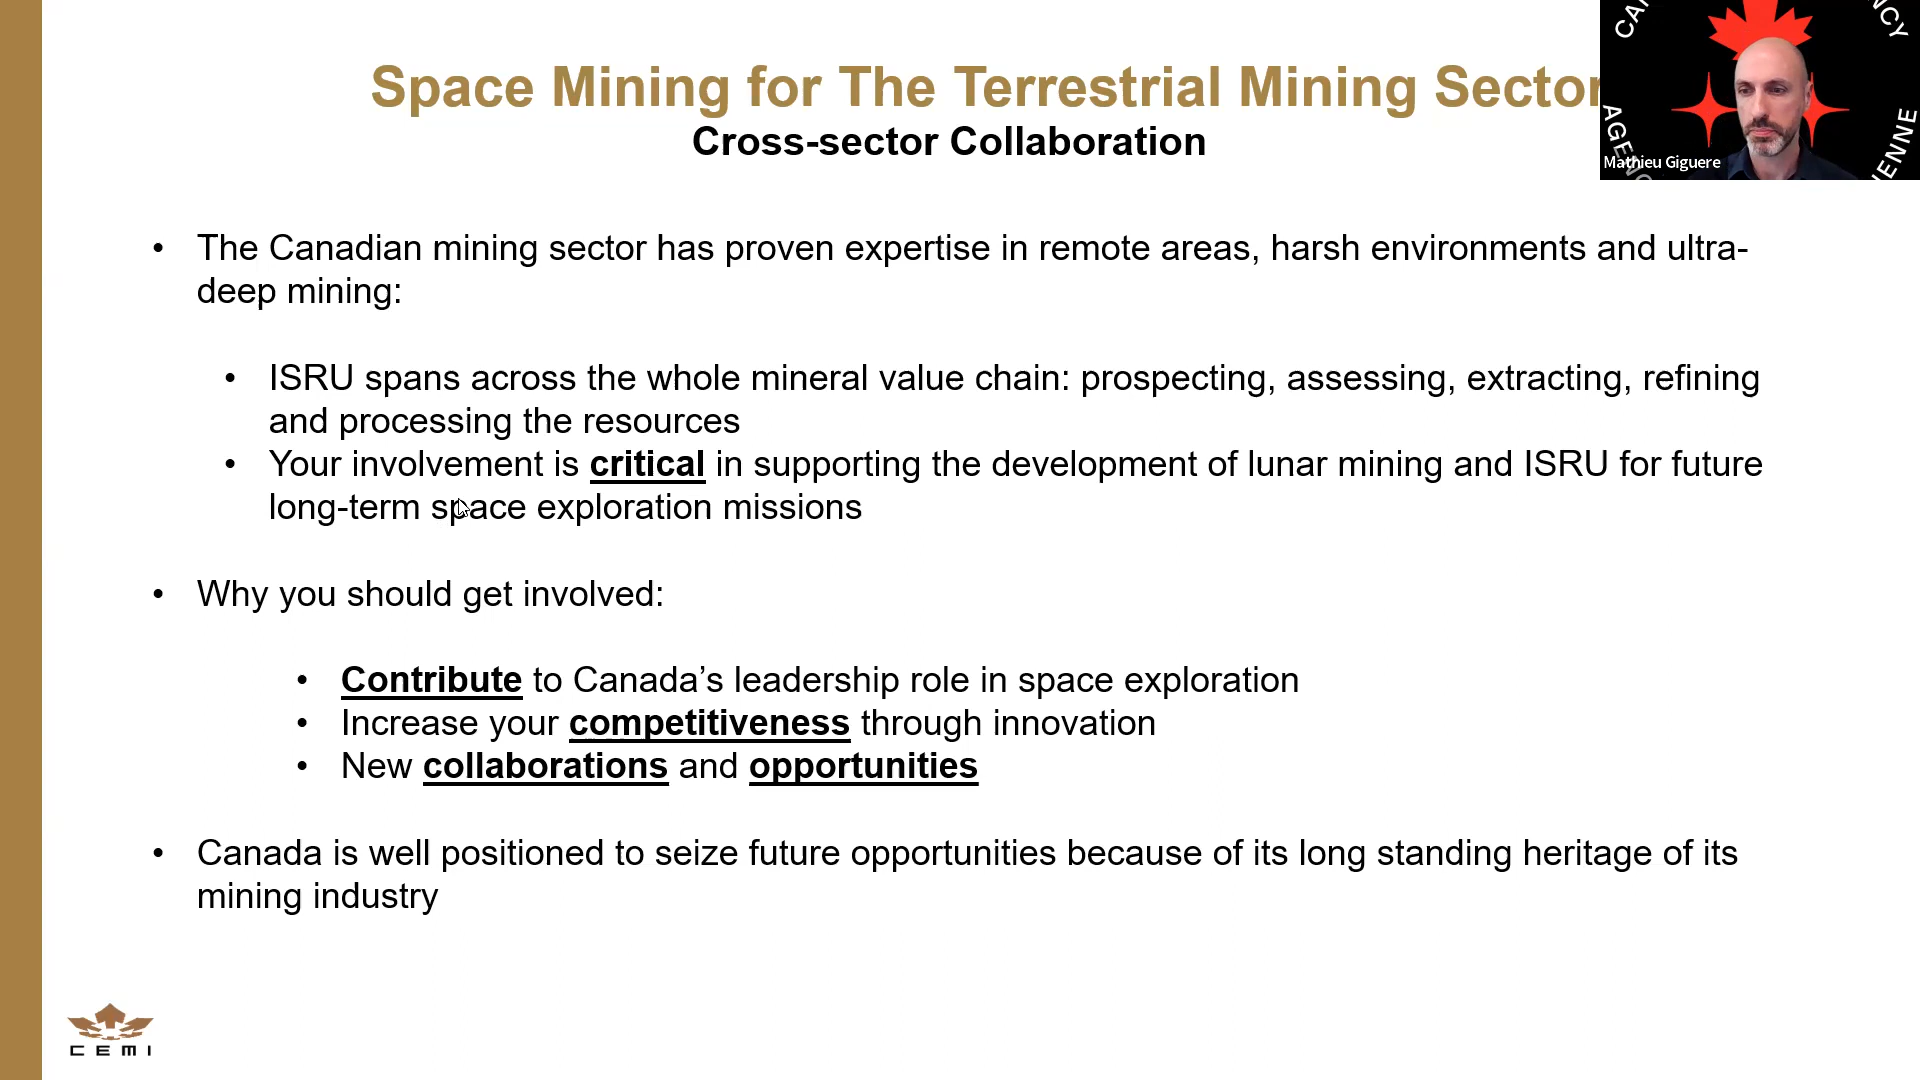 Space Mining for The Terrestrial Mining Sector
Cross-sector Collaboration
Mathieu Giguere
• The Canadian mining sector has proven expertise in remote areas, harsh environments and ultra-
deep mining:
• ISRU spans across the whole mineral value chain: prospecting, assessing, extracting, refining
and processing the resources
• Your involvement is critical in supporting the development of lunar mining and ISRU for future
long-term space exploration missions
• Why you should get involved:
• Contribute to Canada’s leadership role in space exploration
• Increase your competitiveness through innovation
• New collaborations and opportunities
• Canada is well positioned to seize future opportunities because of its long standing heritage of its
mining industry
CEMI